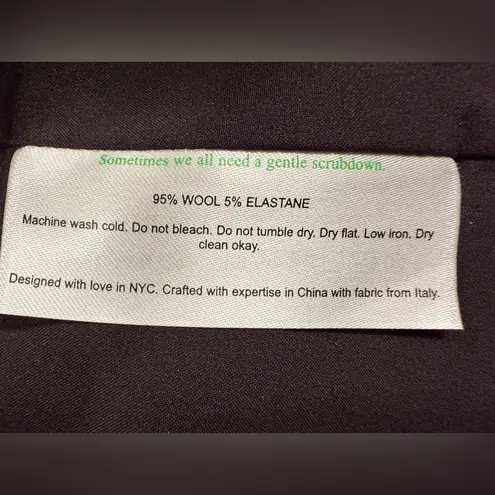 Sometimes we all need a gentle scrubdown.
95% WOOL 5% ELASTANE
Machine wash cold. Do not bleach. Do not tumble dry. Dry flat. Low iron. Dry
clean okay.
Designed with love in NYC. Crafted with expertise in China with fabric from Italy.